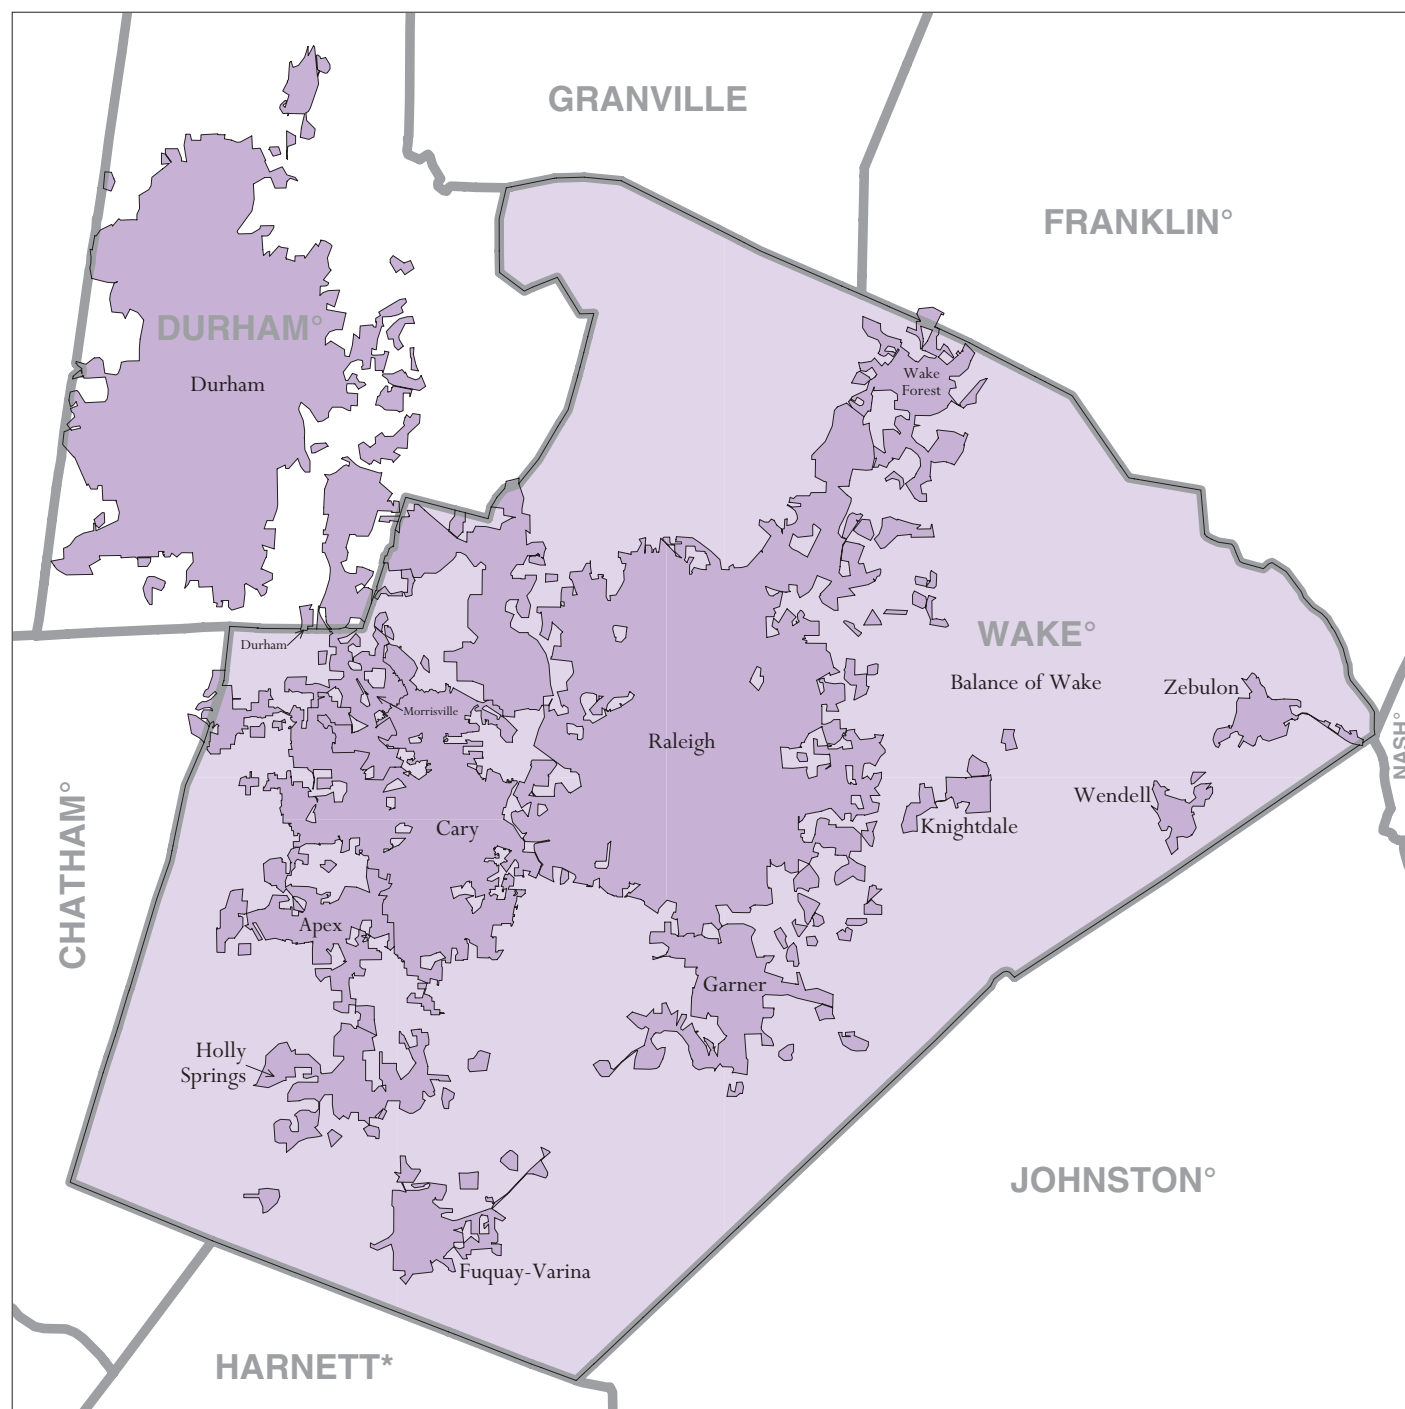 GRANVILLE
FRANKLIN°
DURHAM°
Durham
Wake
Forest
WAKE°
Durham
Balance of Wake
Zebulon
Morrisville
Raleigh
NASH°
Wendell
CHATHAM°
Cary
Knightdale
Apex
Garner
Holly
Springs
JOHNSTON°
Fuquay-Varina
HARNETT*